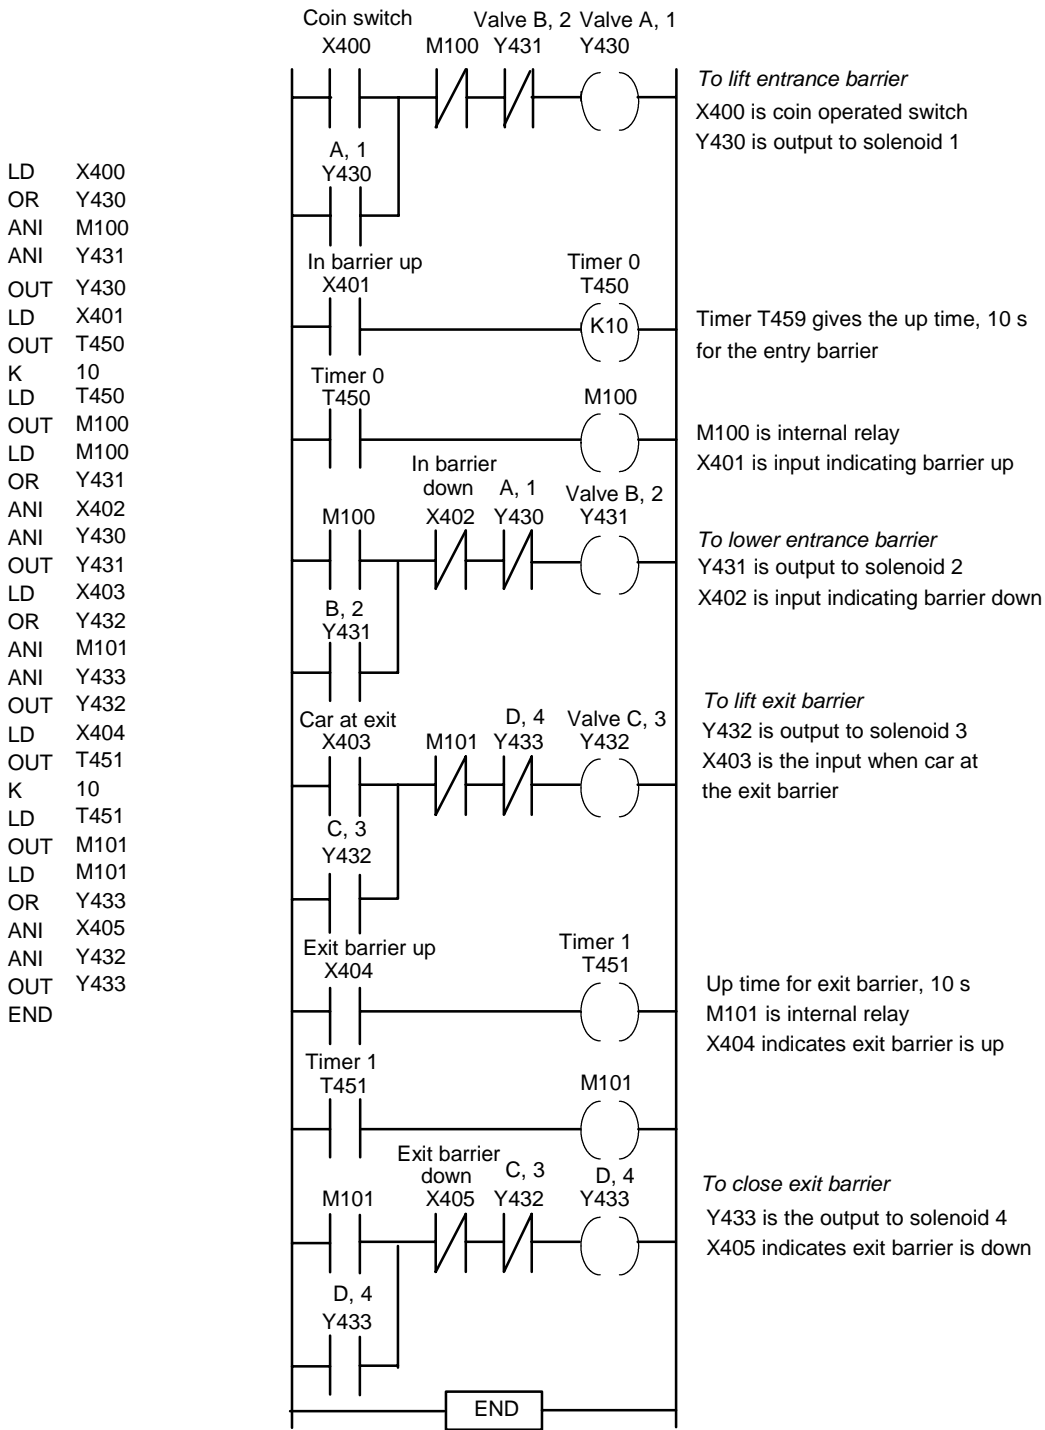 LD X400
OR Y430
ANI M100
ANI Y431
OUT Y430
LD X401
OUT T450
K 10
LD T450
OUT M100
LD M100
OR Y431
ANI X402
ANI Y430
OUT Y431
LD X403
OR Y432
ANI M101
ANI Y433
OUT Y432
LD X404
OUT T451
K 10
LD T451
OUT M101
LD M101
OR Y433
ANI X405
ANI Y432
OUT Y433
END
Coin switch Valve B, 2 Valve A, 1
X400 M100 Y431 Y430
A, 1
Y430
In barrier up Timer 0
X401 T450
K10
Timer 0
T450 M100
In barrier
down A, 1 Valve B, 2
M100 X402 Y430 Y431
B, 2
Y431
Car at exit D, 4 Valve C, 3
X403 M101 Y433 Y432
C, 3
Y432
Exit barrier up Timer 1
X404 T451
Timer 1
T451 M101
Exit barrier
down C, 3 D, 4
M101 X405 Y432 Y433
D, 4
Y433
END
To lift entrance barrier
X400 is coin operated switch
Y430 is output to solenoid 1
Timer T459 gives the up time, 10 s
for the entry barrier
M100 is internal relay
X401 is input indicating barrier up
To lower entrance barrier
Y431 is output to solenoid 2
X402 is input indicating barrier down
To lift exit barrier
Y432 is output to solenoid 3
X403 is the input when car at
the exit barrier
Up time for exit barrier, 10 s
M101 is internal relay
X404 indicates exit barrier is up
To close exit barrier
Y433 is the output to solenoid 4
X405 indicates exit barrier is down